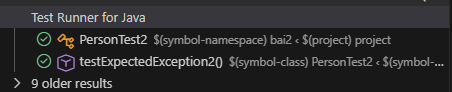 Test Runner for Java
PersonTest2 $(symbol-namespace) bai2 < $(project) project
testExpectedException2() $(symbol-class) PersonTest2 < $(symbol-...
9 older results